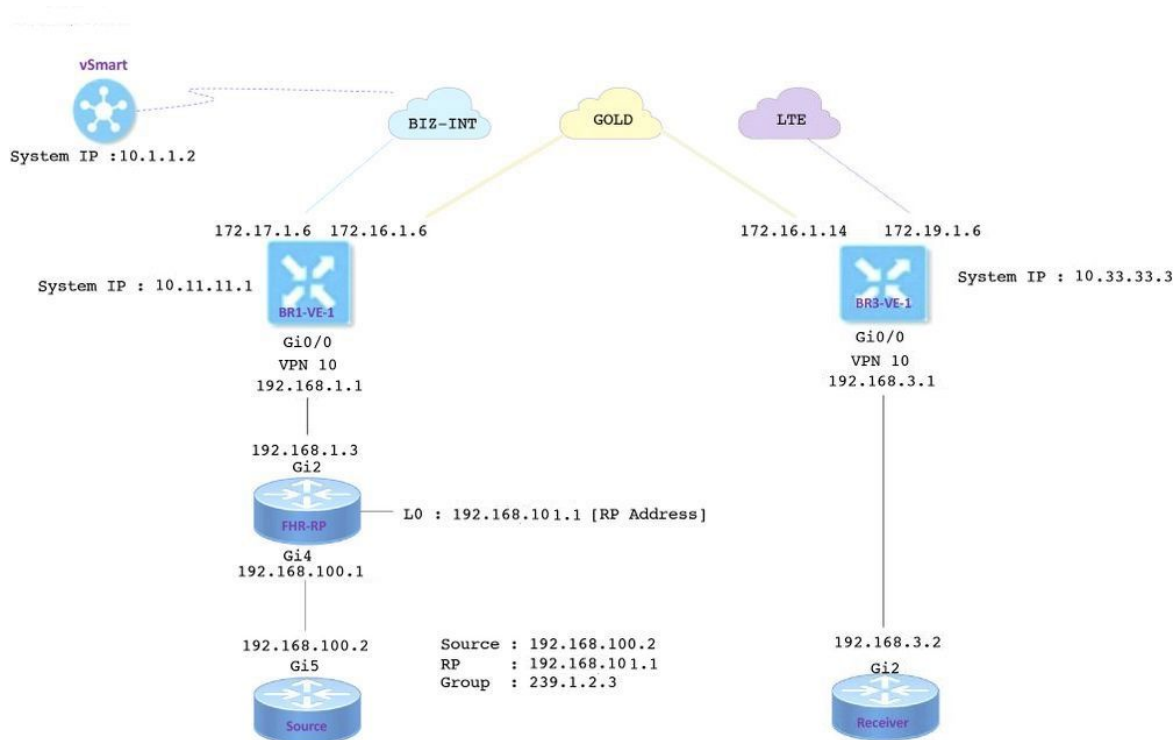 vSmart
BIZ-INT
GOLD
LTE
System IP :10.1.1.2
172.17.1.6 172.16.1.6
172.16.1.14 172.19.1.6
System IP : 10.11.11.1
System IP : 10.33.33.3
BR1-VE-1
BR3-VE-1
Gi0/0
VPN 10
192.168.1.1
Gi0/0
VPN 10
192.168.3.1
192.168.1.3
Gi2
FHR-RP
L0 : 192.168.101.1 [RP Address]
Gi4
192.168.100.1
192.168.100.2
Gi5
Source
Source : 192.168.100.2
RP : 192.168.101.1
Group : 239.1.2.3
192.168.3.2
Gi2
Receiver